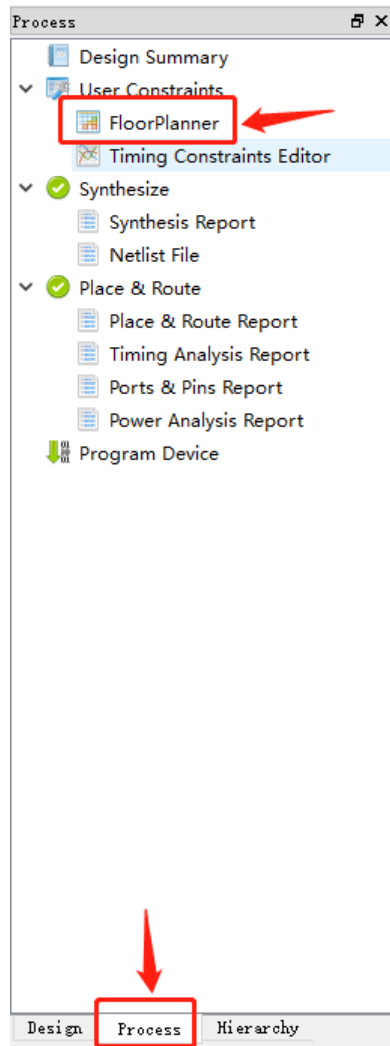 Process
Design Summary
User Constraints
FloorPlanner
Timing Constraints Editor
Synthesize
Synthesis Report
Netlist File
Place & Route
Place & Route Report
Timing Analysis Report
Ports & Pins Report
Power Analysis Report
Program Device
Design Process Hierarchy